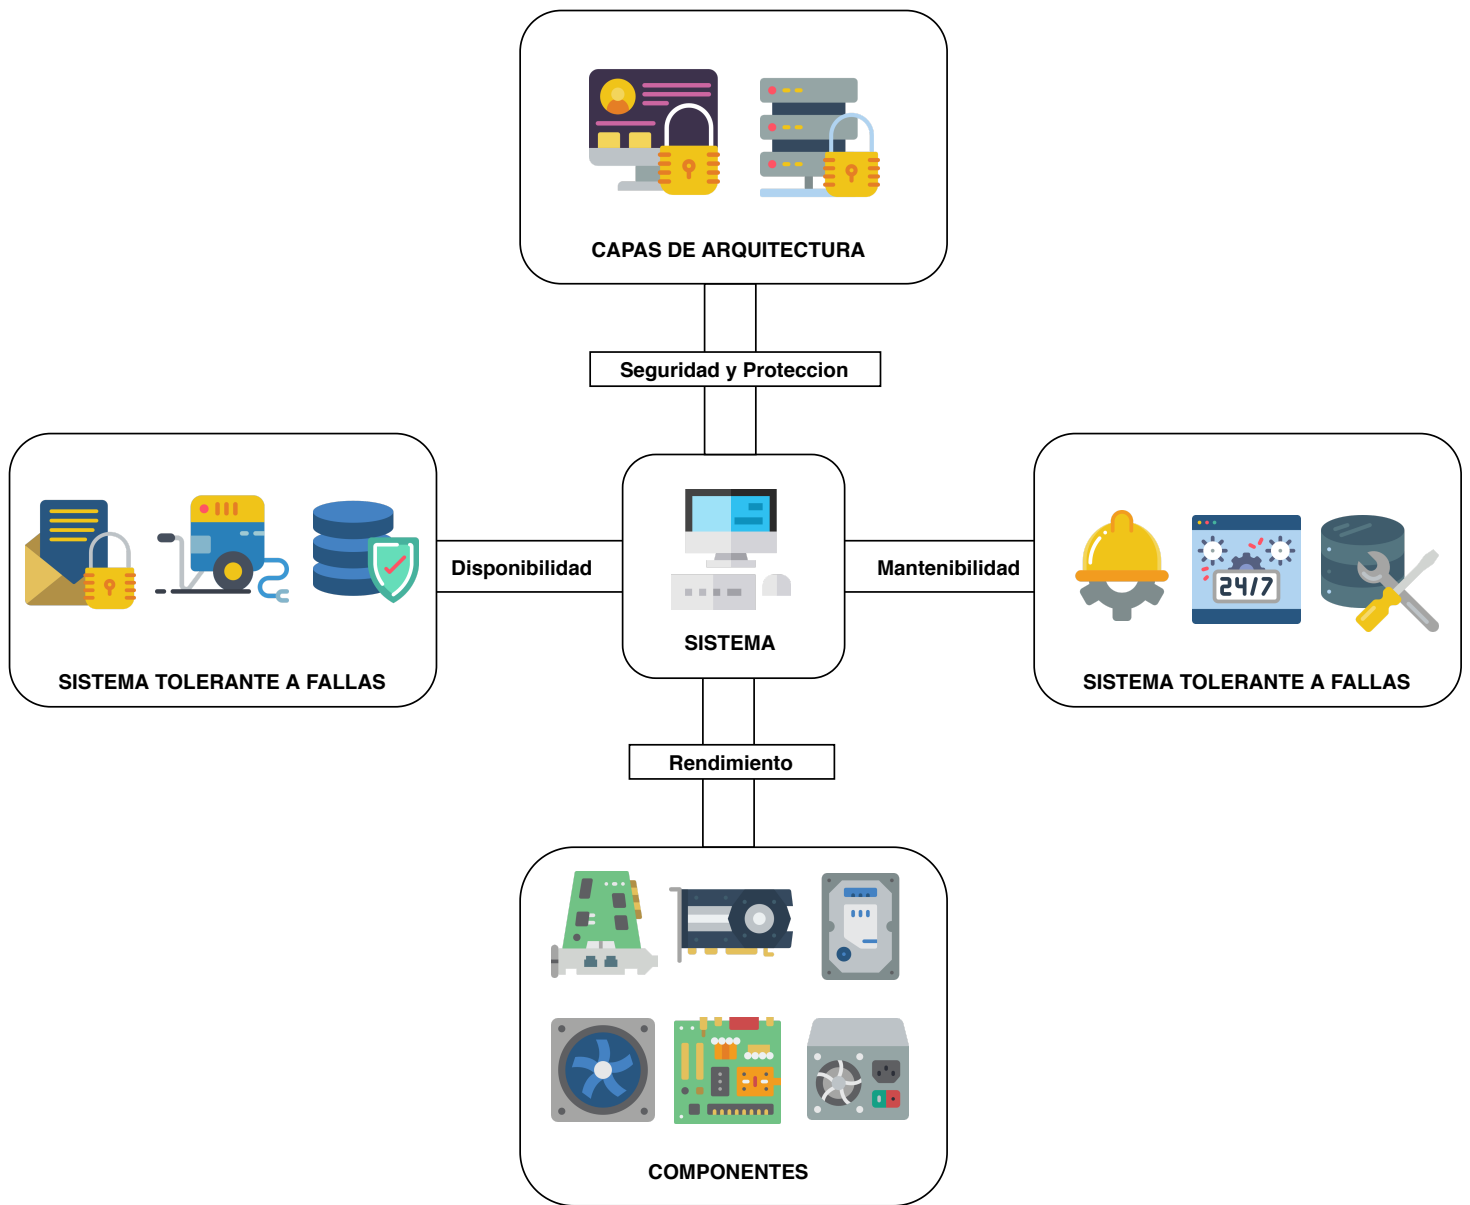 CAPAS DE ARQUITECTURA
Seguridad y Proteccion
Disponibilidad
Mantenibilidad
24/7
SISTEMA
SISTEMA TOLERANTE A FALLAS
SISTEMA TOLERANTE A FALLAS
Rendimiento
COMPONENTES